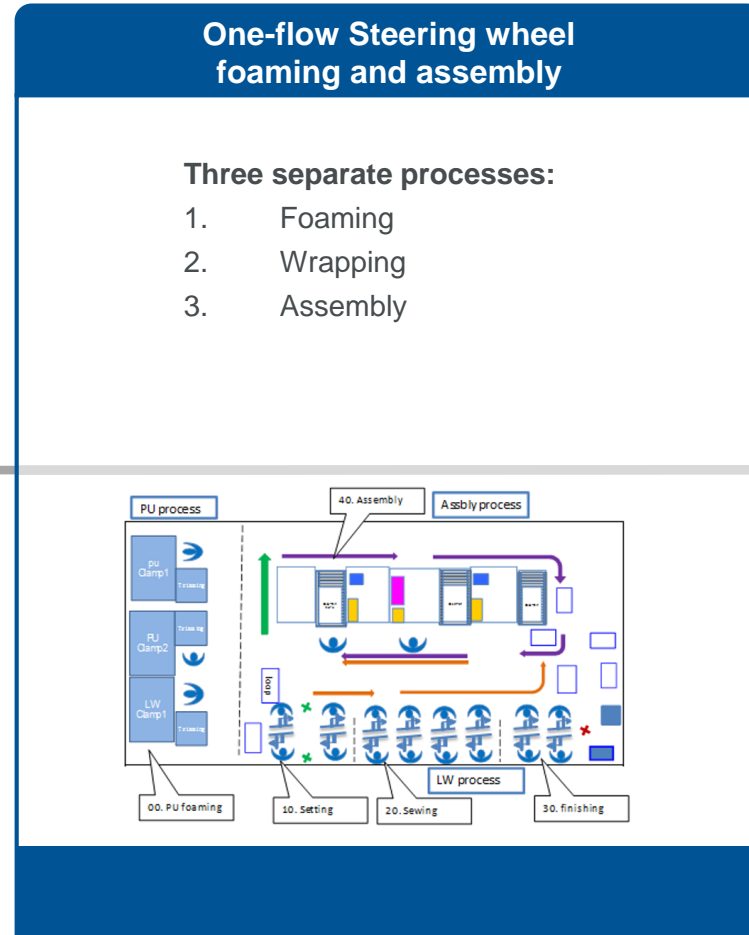 One-flow Steering wheel
foaming and assembly
Three separate processes:
1. Foaming
2. Wrapping
3. Assembly
PU process
40. Assembly
Assbly process
pu
Clamp1
Trimming
Trimming
PU
Clamp2
LW
Clamp1
Trimming
loop
LW process
00. PU foaming
10. Setting
20. Sewing
30. finishing